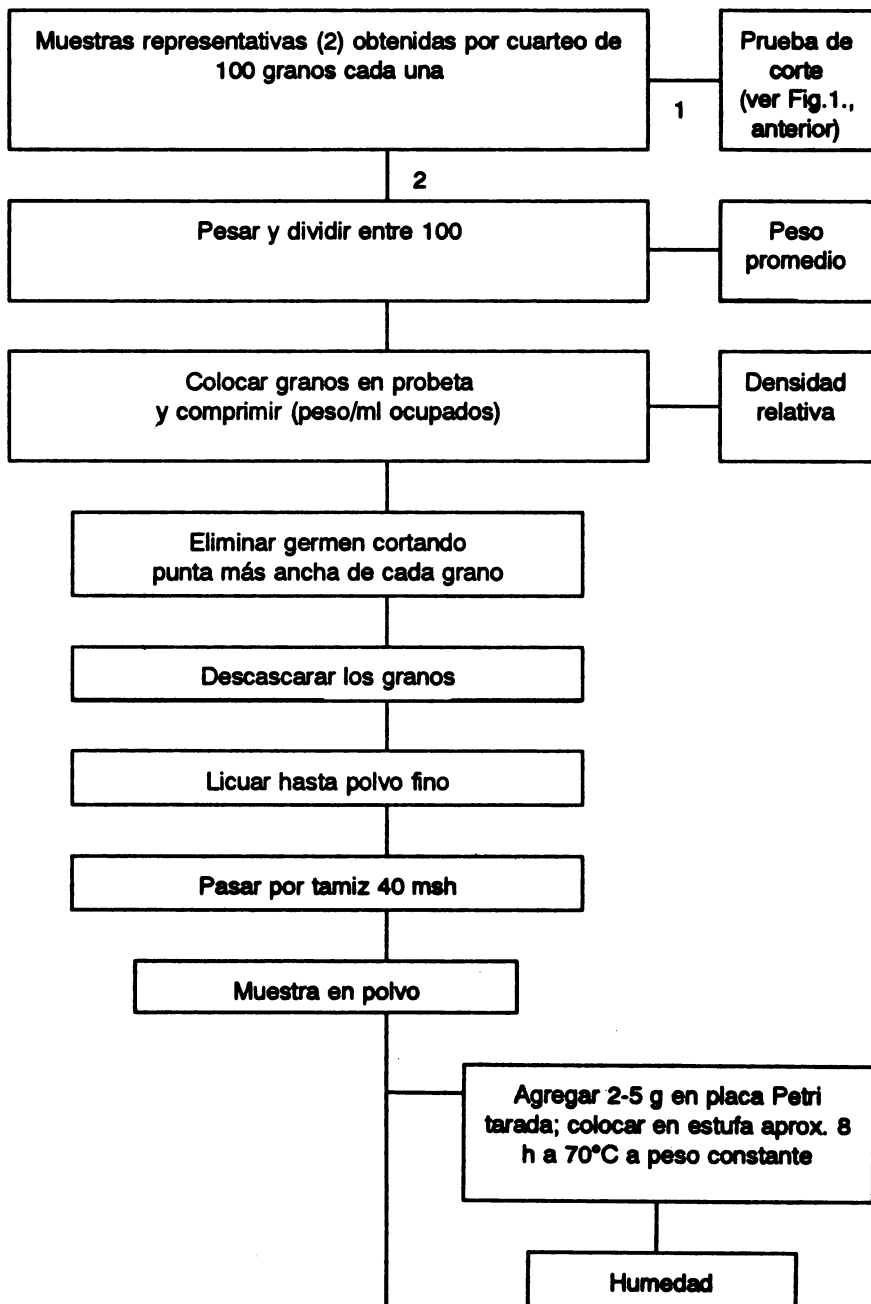 Muestras representativas (2) obtenidas por cuarteo de
100 granos cada una
1
Prueba de
corte
(ver Fig.1.,
anterior)
2
Pesar y dividir entre 100
Peso
promedio
Colocar granos en probeta
y comprimir (peso/ml ocupados)
Densidad
relativa
Eliminar germen cortando
punta más ancha de cada grano
Descascarar los granos
Licuar hasta polvo fino
Pasar por tamiz 40 msh
Muestra en polvo
Agregar 2-5 g en placa Petri
tarada; colocar en estufa aprox. 8
h a 70°C a peso constante
Humedad